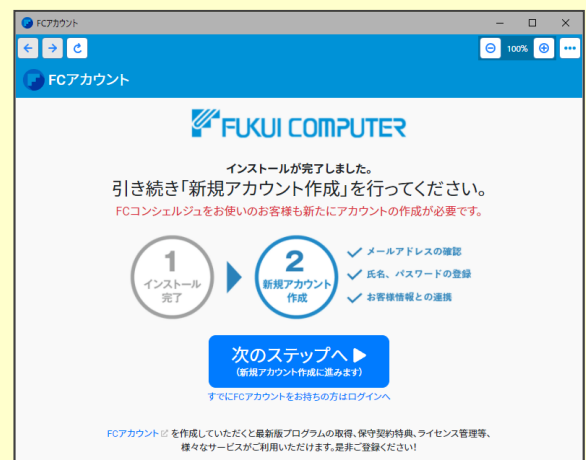 FCアカウント
100%
FCアカウント
FUKUI COMPUTER
インストールが完了しました。
引き続き「新規アカウント作成」を行ってください。
FCコンシェルジュをお使いのお客様も新たにアカウントの作成が必要です。
1
インストール
完了
2
新規アカウント
作成
メールアドレスの確認
氏名、パスワードの登録
お客様情報との連携
次のステップへ ▶
(新規アカウント作成に進みます)
すでにFCアカウントをお持ちの方はログインへ
FCアカウント を作成していただくと最新版プログラムの取得、保守契約特典、ライセンス管理等、
様々なサービスがご利用いただけます。是非ご登録ください!